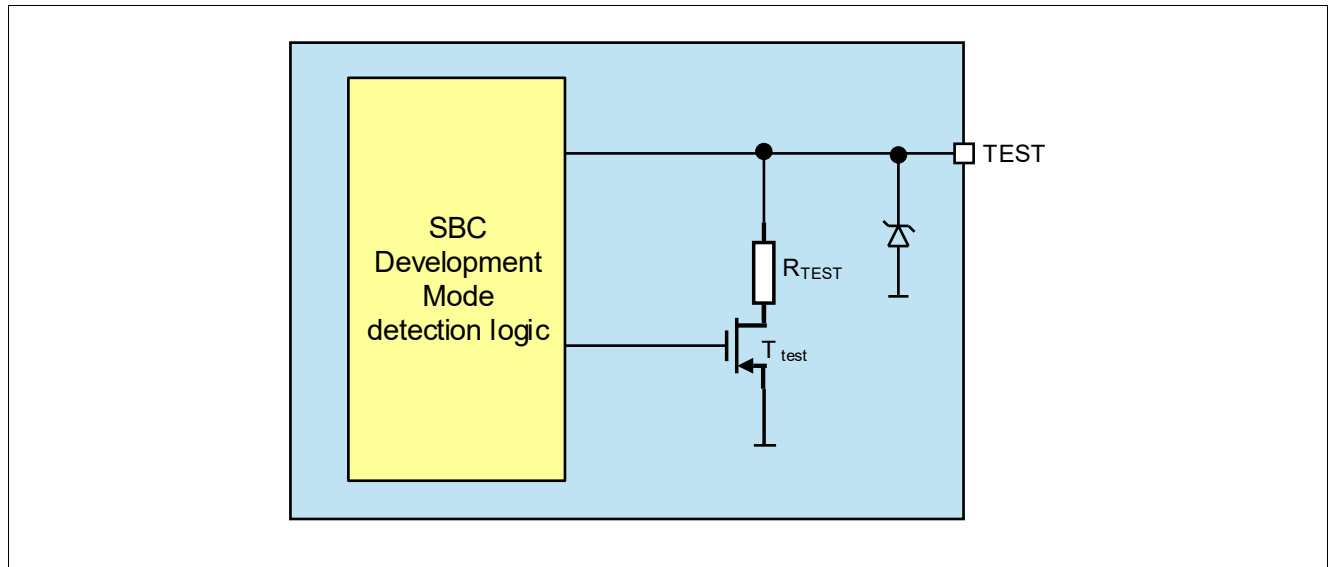 SBC
Development
Mode
detection logic
TEST
RTEST
T test